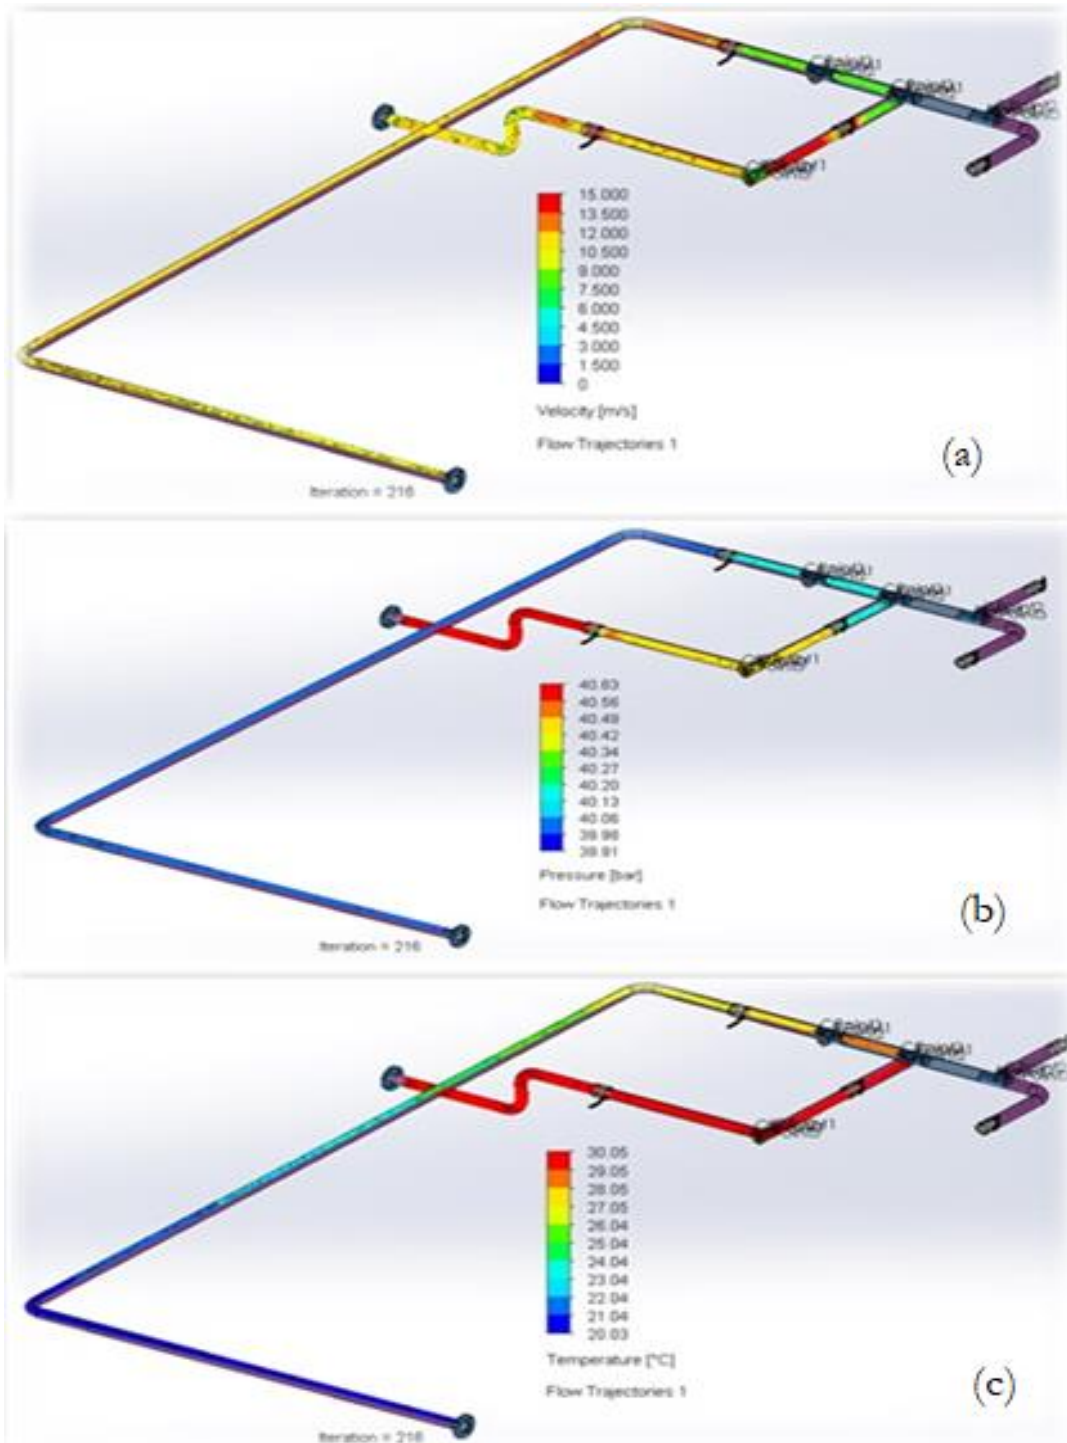 15.000
13.500
12.000
10.500
9.000
7.500
6.000
4.500
3.000
1.500
0
Velocity [m/s]
Flow Trajectories 1
(a)
Iteration = 216
40.63
40.56
40.49
40.42
40.34
40.27
40.20
40.13
40.06
39.98
39.91
Pressure [bar]
Flow Trajectories 1
(b)
Iteration = 216
30.05
29.05
28.05
27.05
26.04
25.04
24.04
23.04
22.04
21.04
20.03
Temperature [°C]
Flow Trajectories 1
(c)
Iteration = 216